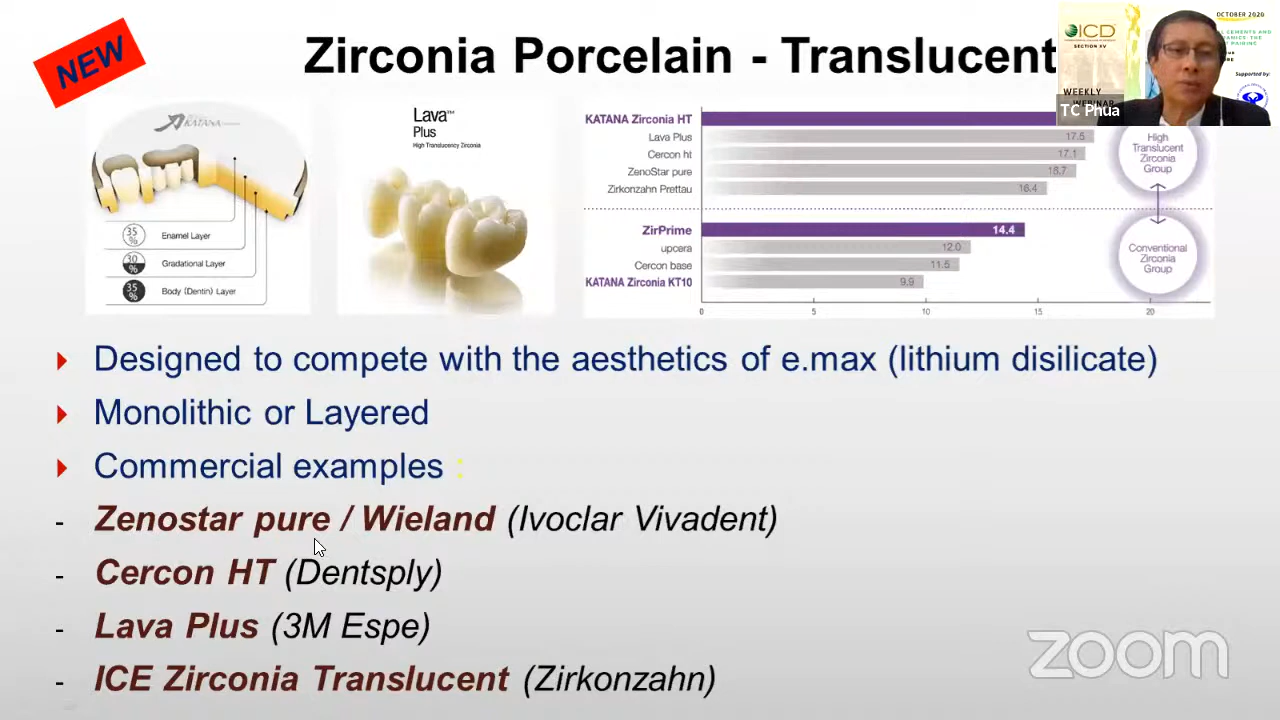 NEW
Zirconia Porcelain - Translucent
KATANA
35 %
Enamel Layer
30 %
Gradational Layer
35 %
Body (Dentin) Layer
Lava™
Plus
High Translucency Zirconia
KATANA Zirconia HT
Lava Plus 17.5
Cercon ht 17.1
ZenoStar pure 16.7
Zirkonzahn Prettau 16.4
ZirPrime 14.4
upcera 12.0
Cercon base 11.5
KATANA Zirconia KT10 9.9
0 5 10 15 20
High
Translucent
Zirconia
Group
Conventional
Zirconia
Group
ICD
SECTION XV
WEEKLY
WEBINAR
OCTOBER 2020
CEMENTS AND
Supported by:
TC Phua
Designed to compete with the aesthetics of e.max (lithium disilicate)
Monolithic or Layered
Commercial examples :
- Zenostar pure / Wieland (Ivoclar Vivadent)
- Cercon HT (Dentsply)
- Lava Plus (3M Espe)
- ICE Zirconia Translucent (Zirkonzahn)
zoom